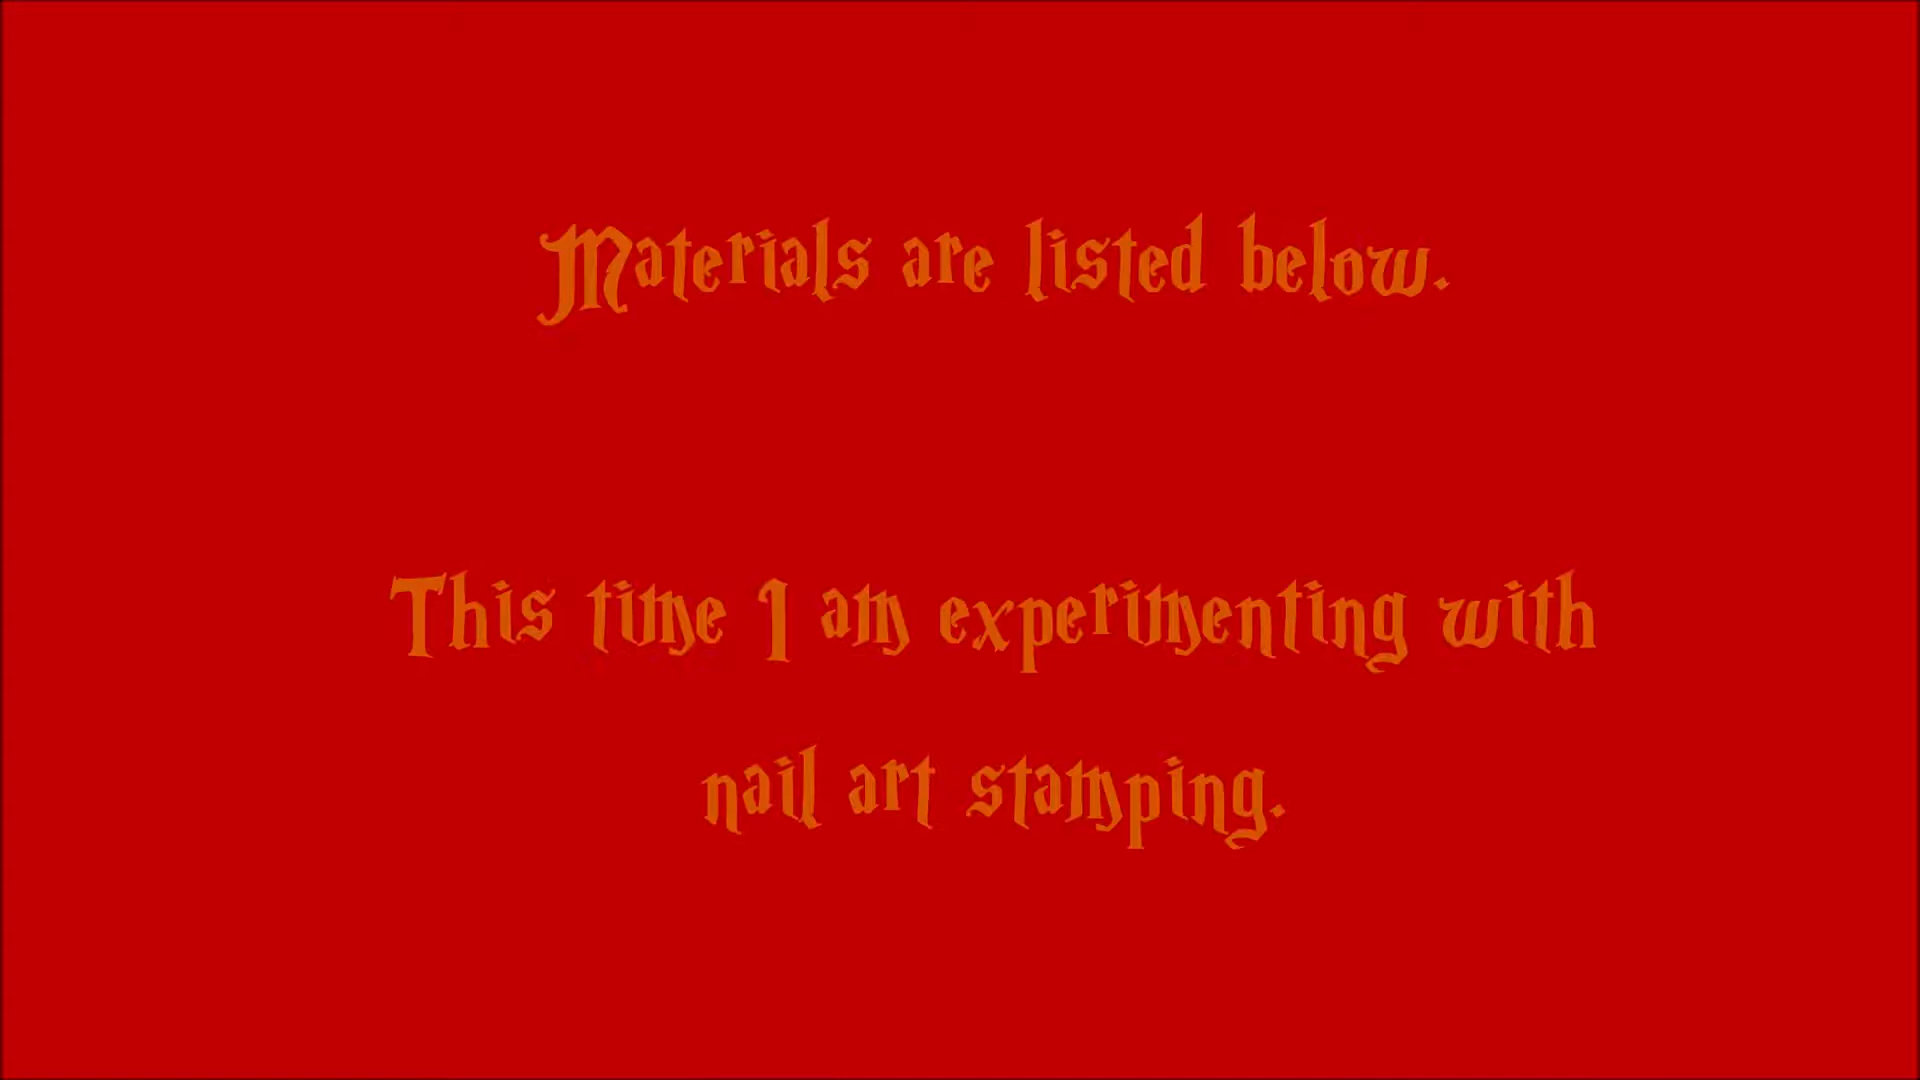 Materials are listed below.
This time I am experimenting with
nail art stamping.